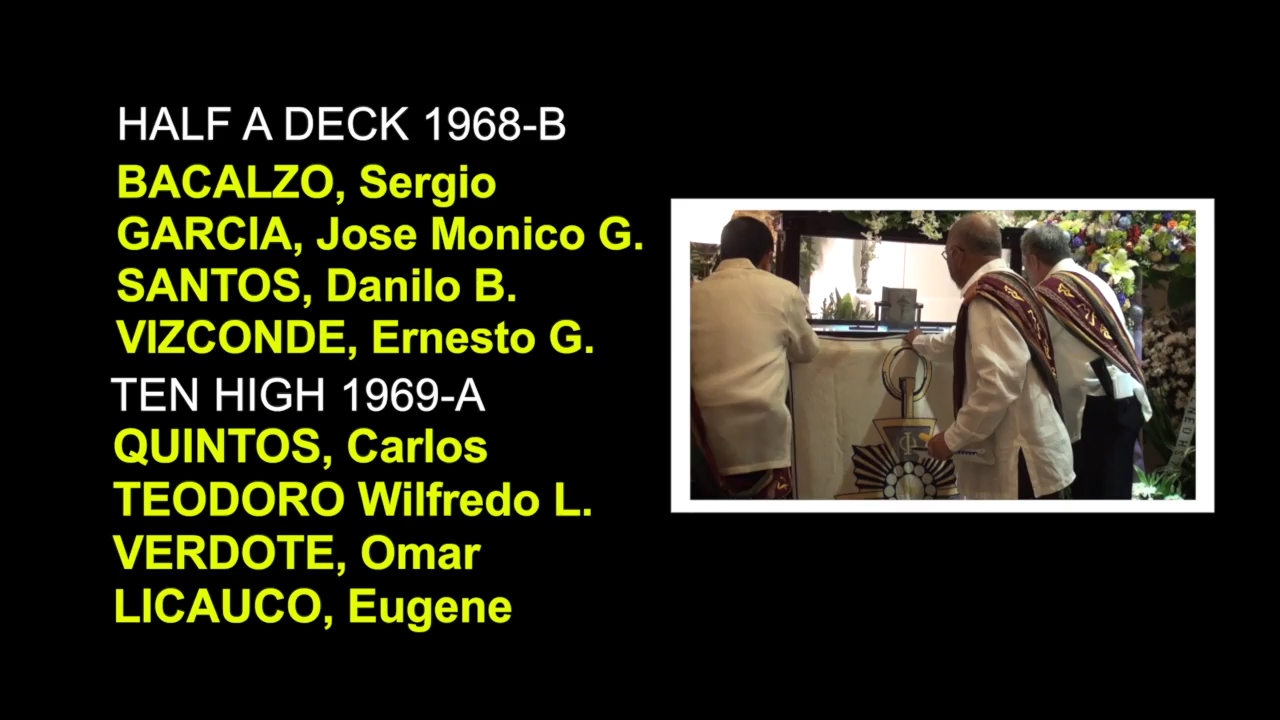 HALF A DECK 1968-B
BACALZO, Sergio
GARCIA, Jose Monico G.
SANTOS, Danilo B.
VIZCONDE, Ernesto G.
TEN HIGH 1969-A
QUINTOS, Carlos
TEODORO Wilfredo L.
VERDOTE, Omar
LICAUCO, Eugene